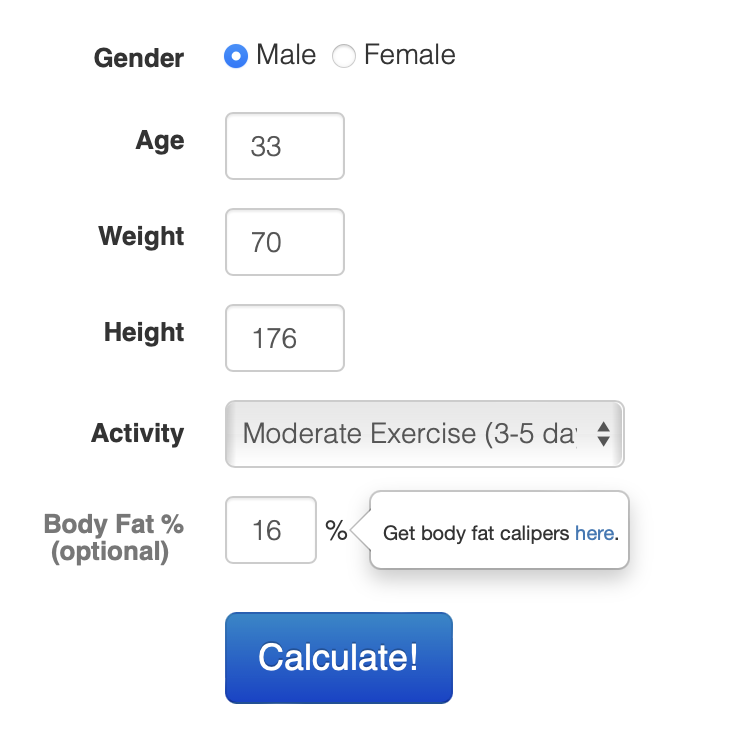 Gender Male Female
Age 33
Weight 70
Height 176
Activity Moderate Exercise (3-5 da
Body Fat % 16 % Get body fat calipers here.
(optional)
Calculate!